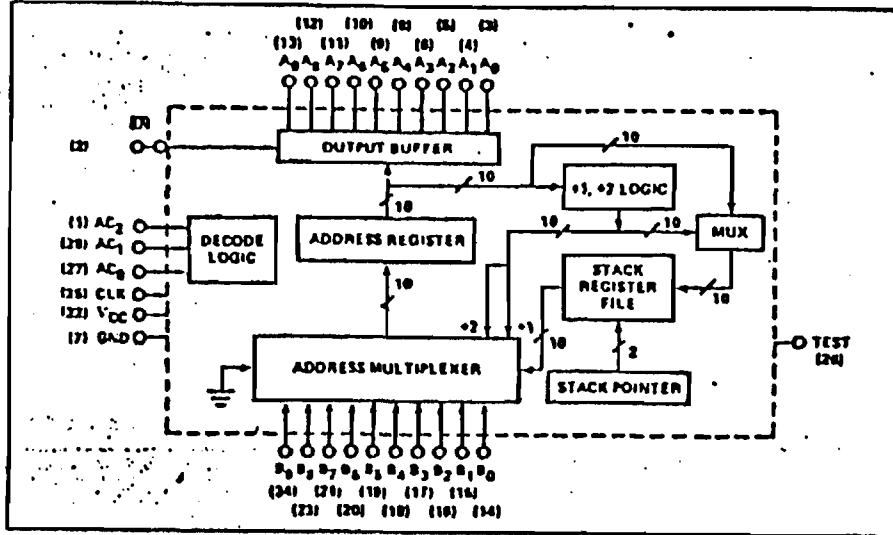 (12) (10) (8) (5) (3)
(13) (11) (9) (6) (4)
A9 A8 A7 A6 A5 A4 A3 A2 A1 A0
(2)
OUTPUT BUFFER
10
10
10
+1, +2 LOGIC
(1) AC2
(28) AC1
(27) AC0
(25) CLK
(22) VCC
(7) GND
DECODE
LOGIC
ADDRESS REGISTER
10
10
MUX
10
STACK
REGISTER
FILE
10
+2
+1
10
2
TEST
(26)
ADDRESS MULTIPLEXER
STACK POINTER
B9 B8 B7 B6 B5 B4 B3 B2 B1 B0
(24) (21) (19) (17) (15)
(23) (20) (18) (16) (14)